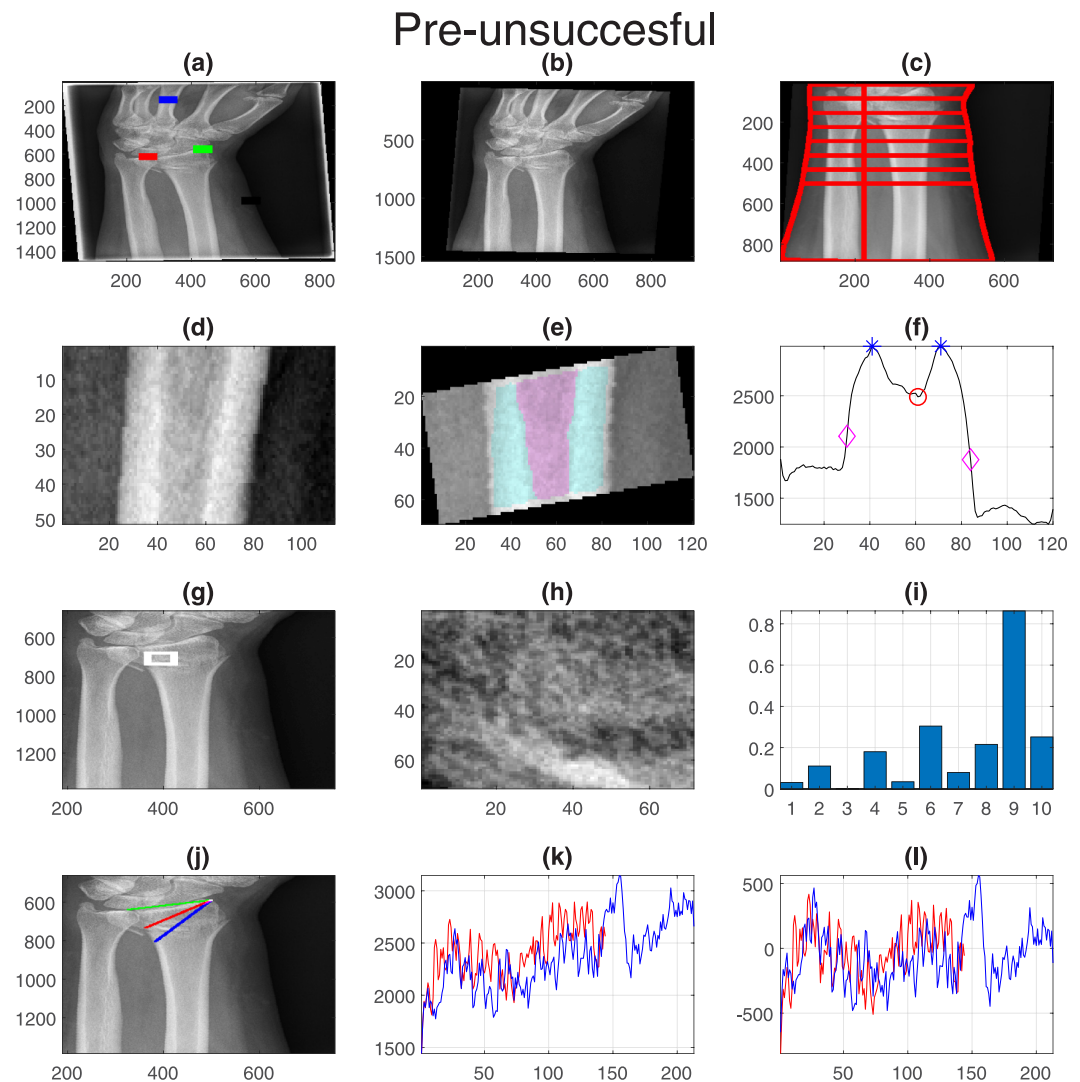 Pre-unsuccesful
(a)
(b)
(c)
200
400
600
800
1000
1200
1400
200 400 600 800
500
1000
1500
200 400 600 800
200
400
600
800
200 400 600
(d)
(e)
(f)
10
20
30
40
50
20 40 60 80 100
20
40
60
20 40 60 80 100 120
2500
2000
1500
20 40 60 80 100 120
(g)
(h)
(i)
600
800
1000
1200
200 400 600
20
40
60
20 40 60
0.8
0.6
0.4
0.2
0
1 2 3 4 5 6 7 8 9 10
(j)
(k)
(l)
600
800
1000
1200
200 400 600
3000
2500
2000
1500
50 100 150 200
500
0
-500
50 100 150 200